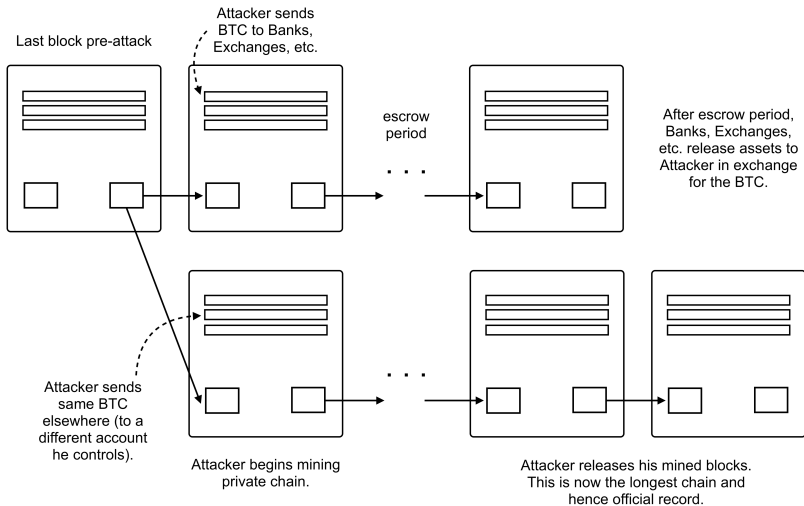 Last block pre-attack
Attacker sends
BTC to Banks,
Exchanges, etc.
escrow
period
. . .
After escrow period,
Banks, Exchanges,
etc. release assets to
Attacker in exchange
for the BTC.
Attacker sends
same BTC
elsewhere (to a
different account
he controls).
. . .
Attacker begins mining
private chain.
Attacker releases his mined blocks.
This is now the longest chain and
hence official record.